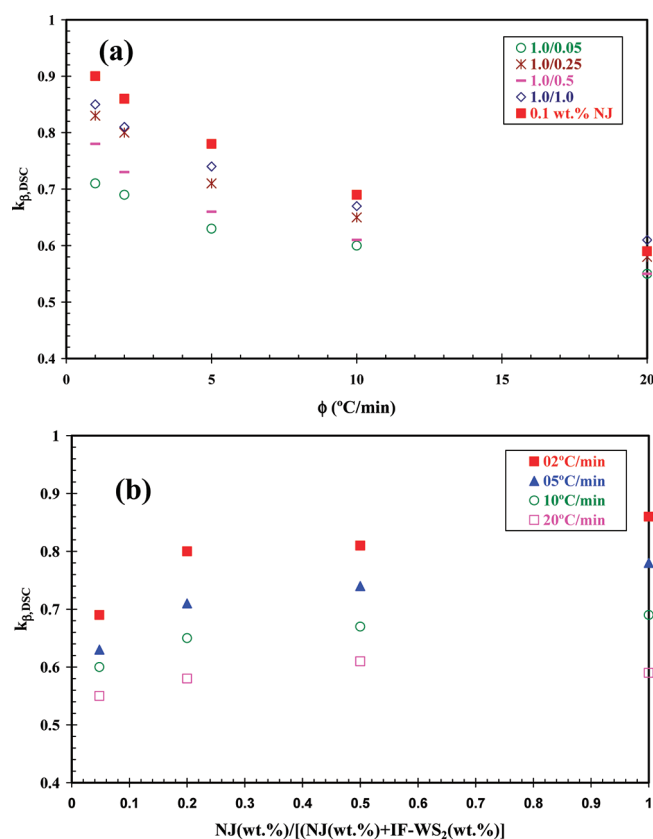 (a)
1.0/0.05
1.0/0.25
1.0/0.5
1.0/1.0
0.1 wt.% NJ
1
0.9
0.8
0.7
0.6
0.5
0.4
kβ,DSC
0 5 10 15 20
ϕ (ºC/min)
(b)
02ºC/min
05ºC/min
10ºC/min
20ºC/min
1
0.9
0.8
0.7
0.6
0.5
0.4
kβ,DSC
0 0.1 0.2 0.3 0.4 0.5 0.6 0.7 0.8 0.9 1
NJ(wt.%)/[(NJ(wt.%)+IF-WS2(wt.%)]